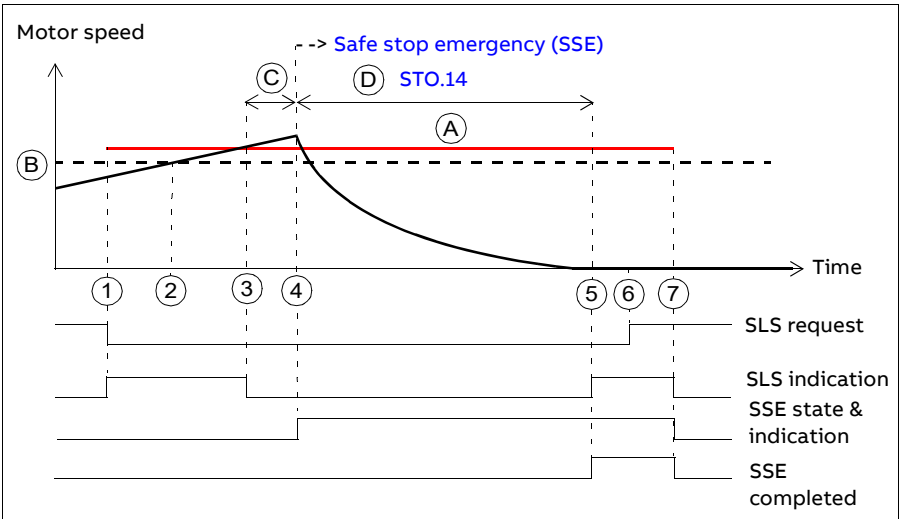 Motor speed
Safe stop emergency (SSE)
C
D STO.14
A
B
Time
1 2 3 4 5 6 7
SLS request
SLS indication
SSE state &
indication
SSE
completed